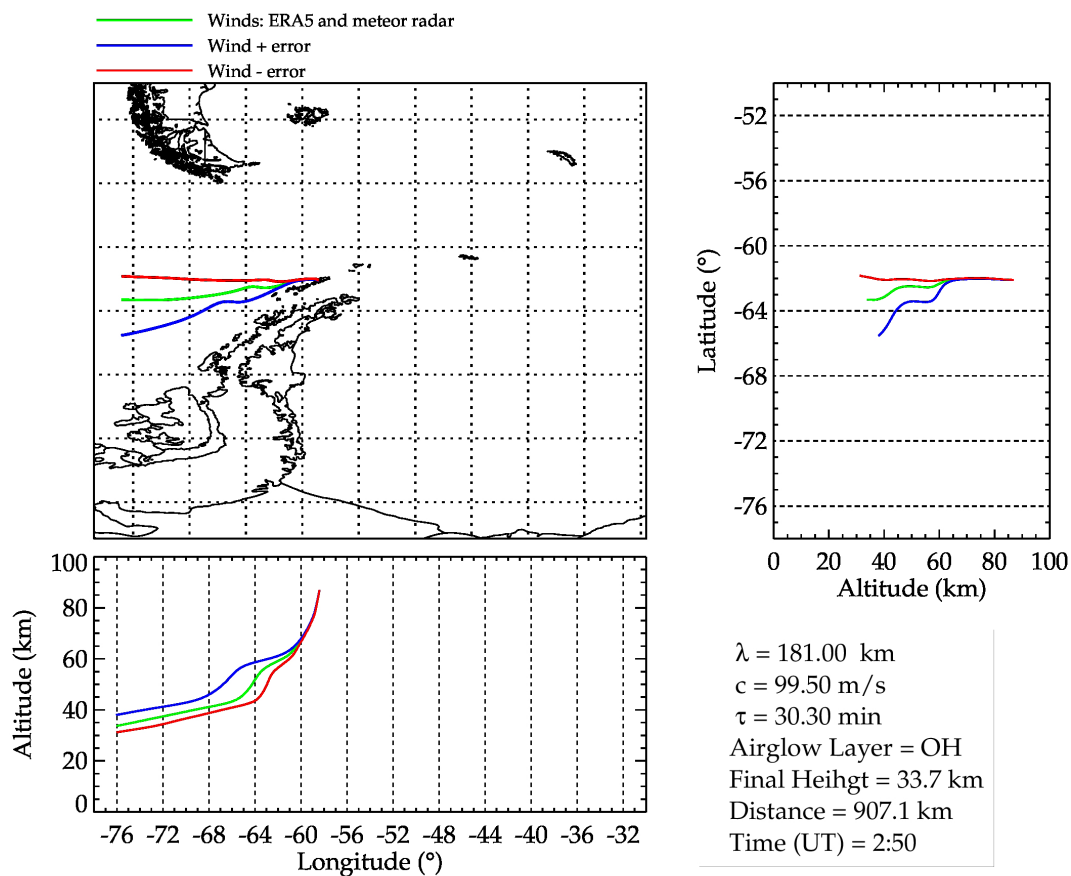 Winds: ERA5 and meteor radar
Wind + error
Wind - error
-52
-56
-60
-64
-68
-72
-76
Latitude (°)
0 20 40 60 80 100
Altitude (km)
100
80
60
40
20
0
Altitude (km)
-76 -72 -68 -64 -60 -56 -52 -48 -44 -40 -36 -32
Longitude (°)
λ = 181.00 km
c = 99.50 m/s
τ = 30.30 min
Airglow Layer = OH
Final Heihgt = 33.7 km
Distance = 907.1 km
Time (UT) = 2:50